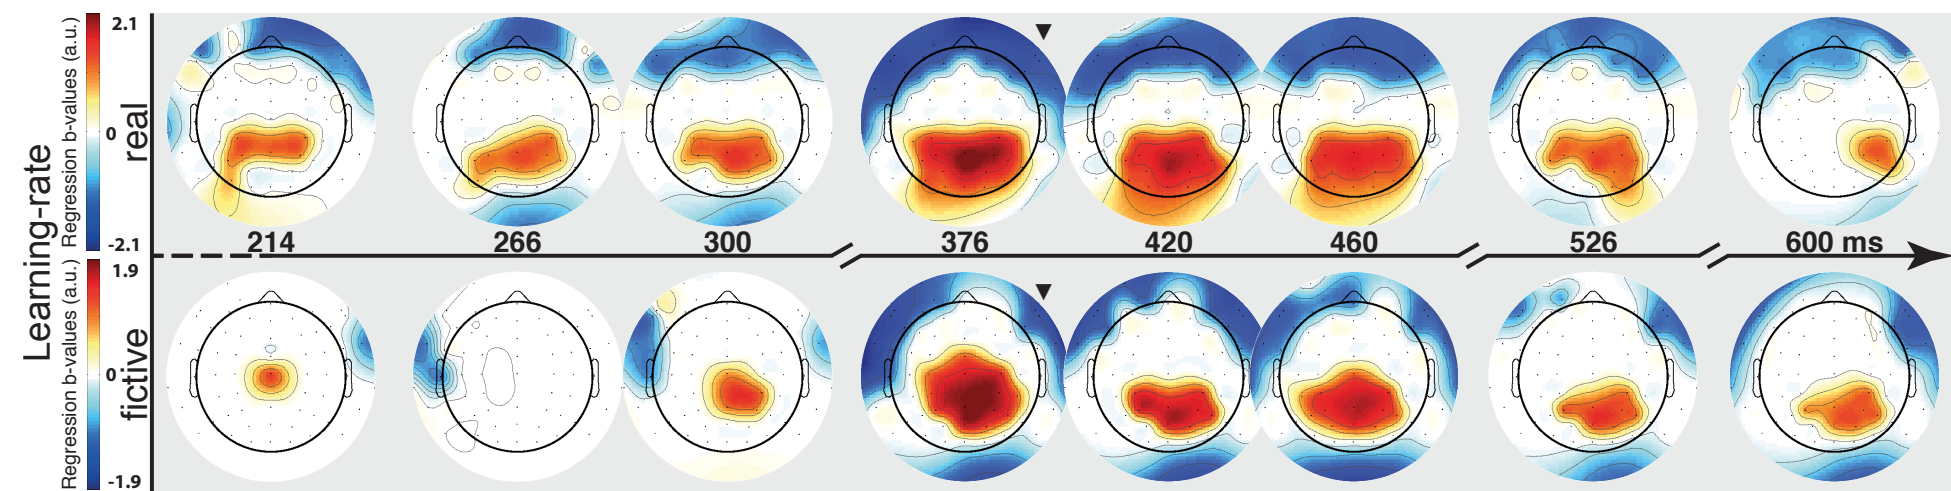 Learning-rate
Regression b-values (a.u.)
2.1
0
-2.1
real
214 266 300 376 420 460 526 600 ms
Regression b-values (a.u.)
1.9
0
-1.9
fictive